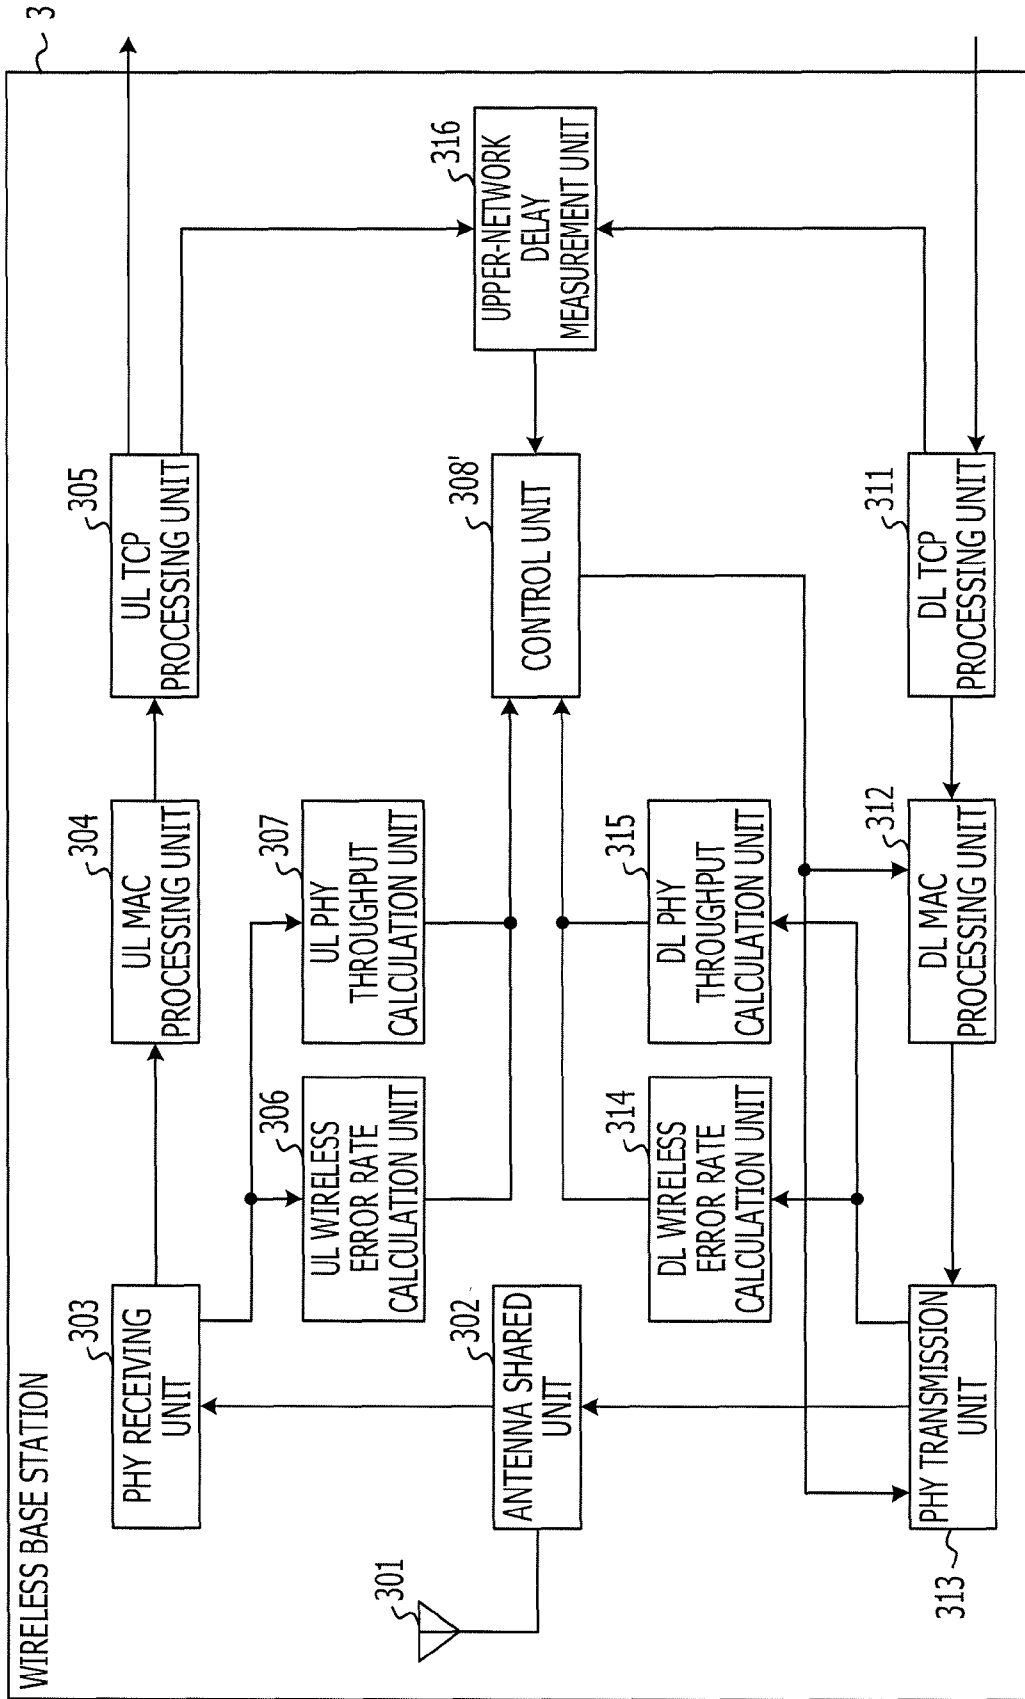 WIRELESS BASE STATION
3
303
PHY RECEIVING
UNIT
304
UL MAC
PROCESSING UNIT
305
UL TCP
PROCESSING UNIT
306
UL WIRELESS
ERROR RATE
CALCULATION UNIT
307
UL PHY
THROUGHPUT
CALCULATION UNIT
301
302
ANTENNA SHARED
UNIT
308'
CONTROL UNIT
316
UPPER-NETWORK
DELAY
MEASUREMENT UNIT
314
DL WIRELESS
ERROR RATE
CALCULATION UNIT
315
DL PHY
THROUGHPUT
CALCULATION UNIT
313
PHY TRANSMISSION
UNIT
312
DL MAC
PROCESSING UNIT
311
DL TCP
PROCESSING UNIT